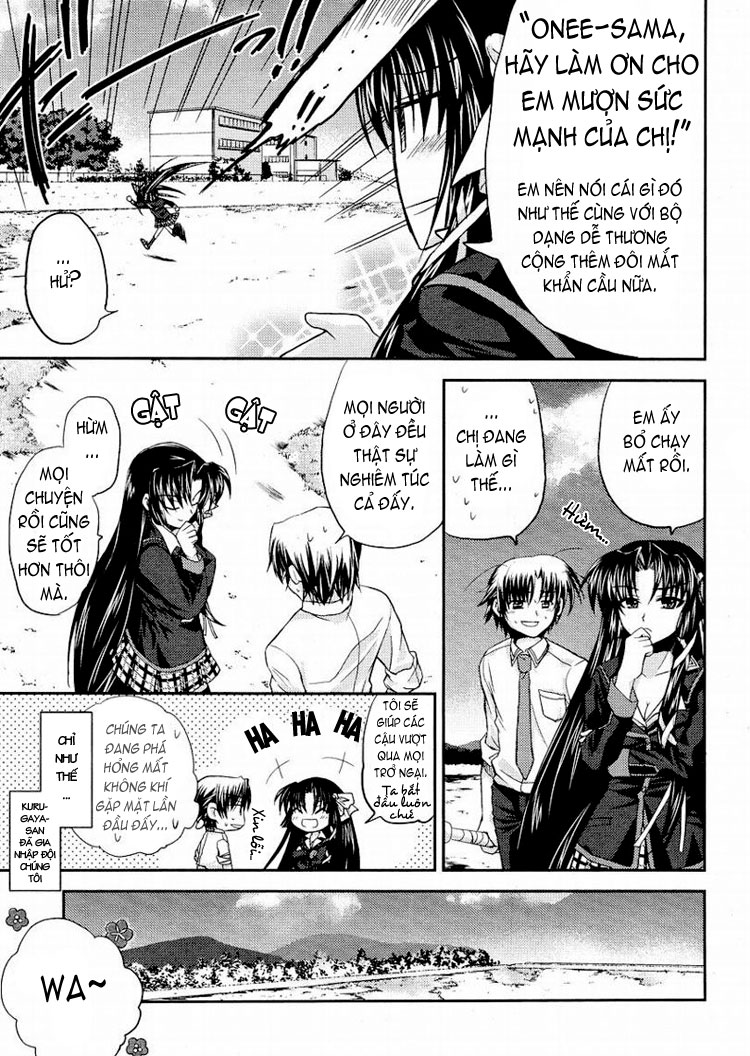 "ONEE-SAMA,
HÃY LÀM ƠN CHO
EM MƯỢN SỨC
MẠNH CỦA CHỊ!"
EM NÊN NÓI CÁI GÌ ĐÓ
NHƯ THẾ CÙNG VỚI BỘ
DẠNG DỄ THƯƠNG
CỘNG THÊM ĐÔI MẮT
KHẨN CẦU NỮA.
...
HỬ?
EM ẤY
BỎ CHẠY
MẤT RỒI.
...
CHỊ ĐANG
LÀM GÌ
THẾ...
Hừm...
MỌI NGƯỜI
Ở ĐÂY ĐỀU
THẬT SỰ
NGHIÊM TÚC
CẢ ĐẤY.
GẬT
GẬT
HỪM
...
MỌI
CHUYỆN
RỒI CŨNG
SẼ TỐT
HƠN THÔI
MÀ.
TÔI SẼ
GIÚP CÁC
CẬU VƯỢT
QUA MỌI
TRỞ NGẠI.
Ta bắt
đầu luôn
chứ
HA HA HA
Xin lỗi...
CHÚNG TA
ĐANG PHÁ
HỎNG MẤT
KHÔNG KHÍ
GẶP MẶT LẦN
ĐẦU ĐẤY...
CHỈ NHƯ
THẾ
...
KURU-
GAYA-
SAN
ĐÃ GIA
NHẬP ĐỘI
CHÚNG
TÔI
WA~